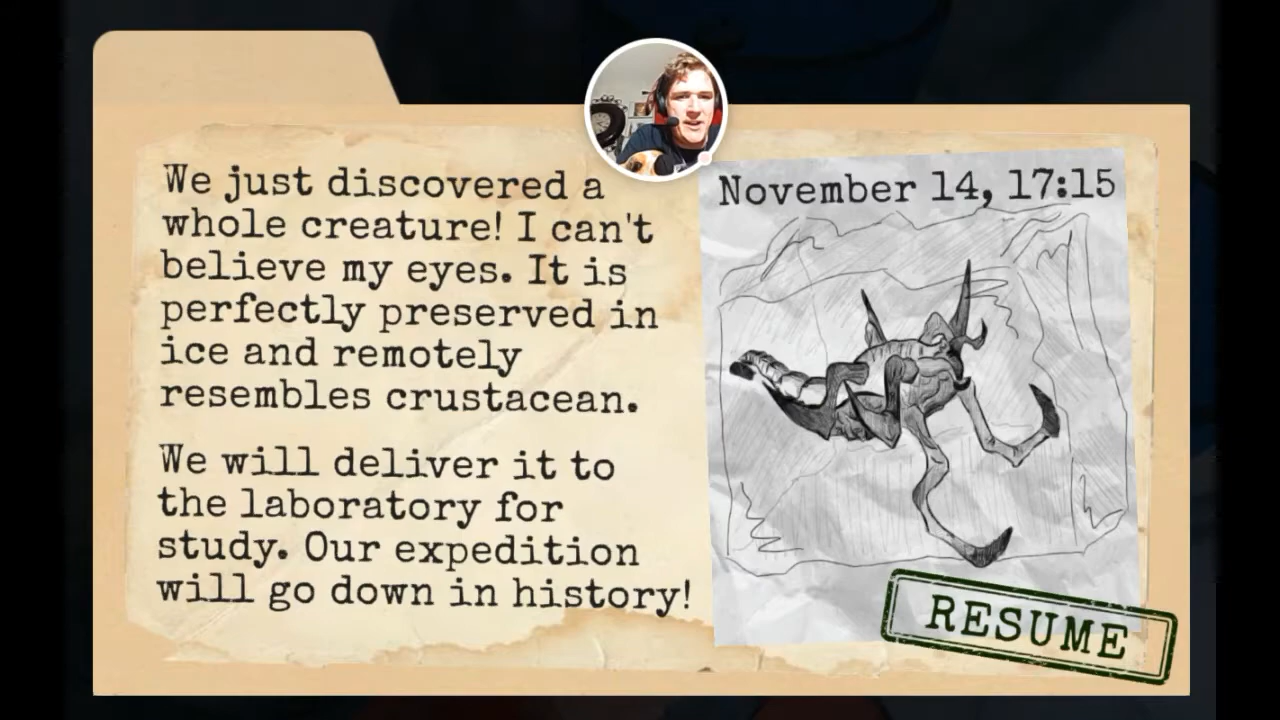 We just discovered a
whole creature! I can't
believe my eyes. It is
perfectly preserved in
ice and remotely
resembles crustacean.
We will deliver it to
the laboratory for
study. Our expedition
will go down in history!
November 14, 17:15
RESUME